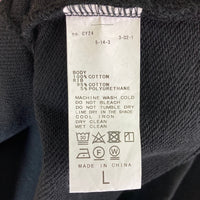 no. CY24
5-14-3 3-02-1
BODY
100% COTTON
RIB
95% COTTON
5% POLYURETHANE
MACHINE WASH COLD
DO NOT BLEACH
DO NOT TUMBLE DRY
LINE DRY IN THE SHADE
COOL IRON
DRY CLEAN
WET CLEAN
MADE IN
L